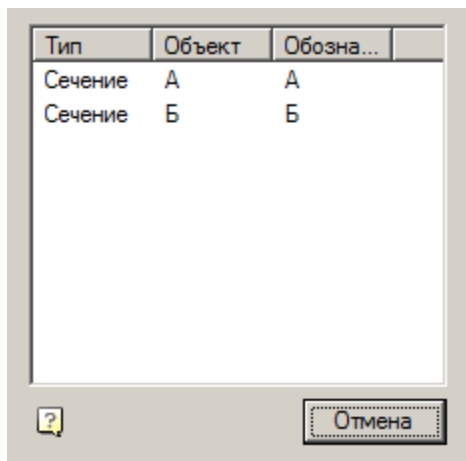 Тип Объект Обозна...
Сечение А А
Сечение Б Б
? Отмена